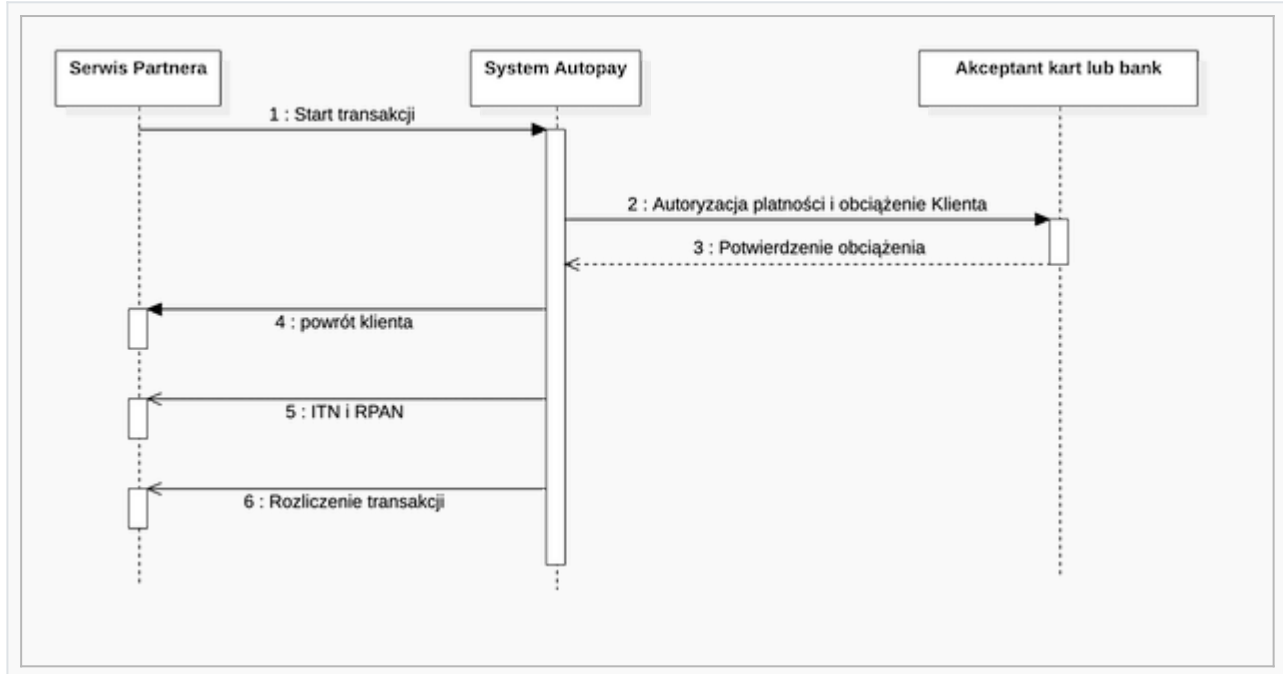 Serwis Partnera
System Autopay
Akceptant kart lub bank
1 : Start transakcji
2 : Autoryzacja platności i obciążenie Klienta
3 : Potwierdzenie obciążenia
4 : powrót klienta
5 : ITN i RPAN
6 : Rozliczenie transakcji